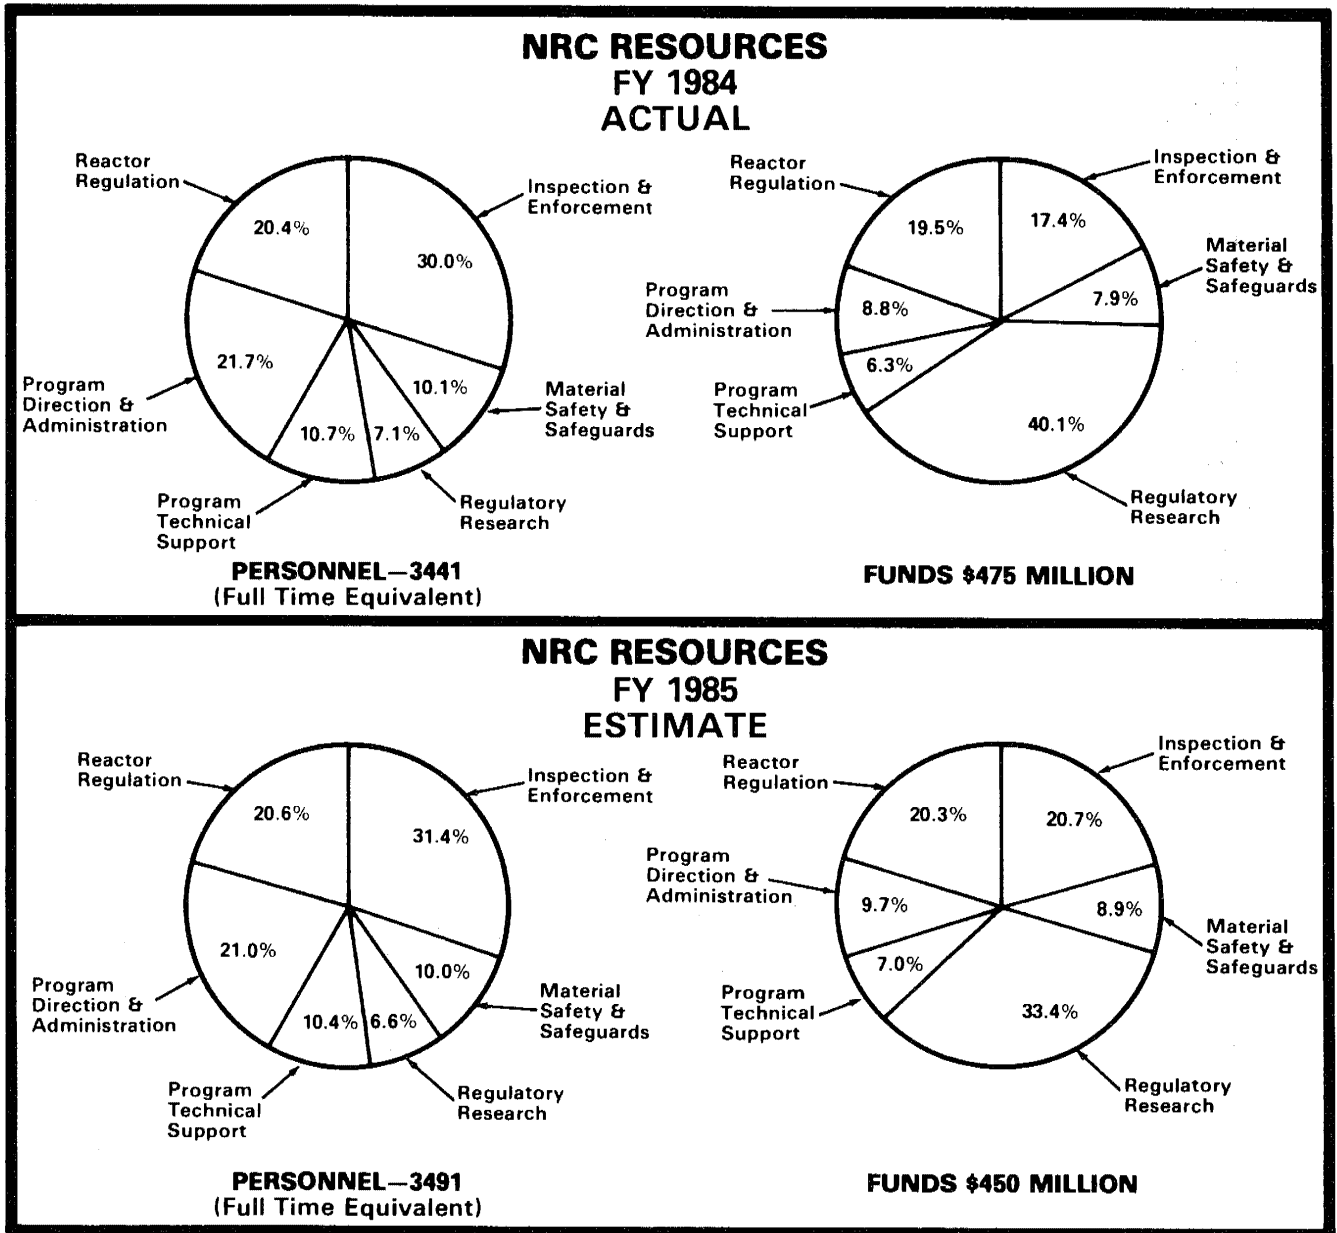 NRC RESOURCES
FY 1984
ACTUAL
Reactor
Regulation
20.4%
Inspection &
Enforcement
30.0%
Program
Direction &
Administration
21.7%
10.1%
Material
Safety &
Safeguards
10.7%
7.1%
Program
Technical
Support
Regulatory
Research
PERSONNEL—3441
(Full Time Equivalent)
Reactor
Regulation
19.5%
Inspection &
Enforcement
17.4%
Material
Safety &
Safeguards
7.9%
Program
Direction &
Administration
8.8%
Program
Technical
Support
6.3%
40.1%
Regulatory
Research
FUNDS $475 MILLION
NRC RESOURCES
FY 1985
ESTIMATE
Reactor
Regulation
20.6%
Inspection &
Enforcement
31.4%
Program
Direction &
Administration
21.0%
10.0%
Material
Safety &
Safeguards
10.4%
6.6%
Program
Technical
Support
Regulatory
Research
PERSONNEL—3491
(Full Time Equivalent)
Reactor
Regulation
20.3%
Inspection &
Enforcement
20.7%
Program
Direction &
Administration
9.7%
8.9%
Material
Safety &
Safeguards
Program
Technical
Support
7.0%
33.4%
Regulatory
Research
FUNDS $450 MILLION